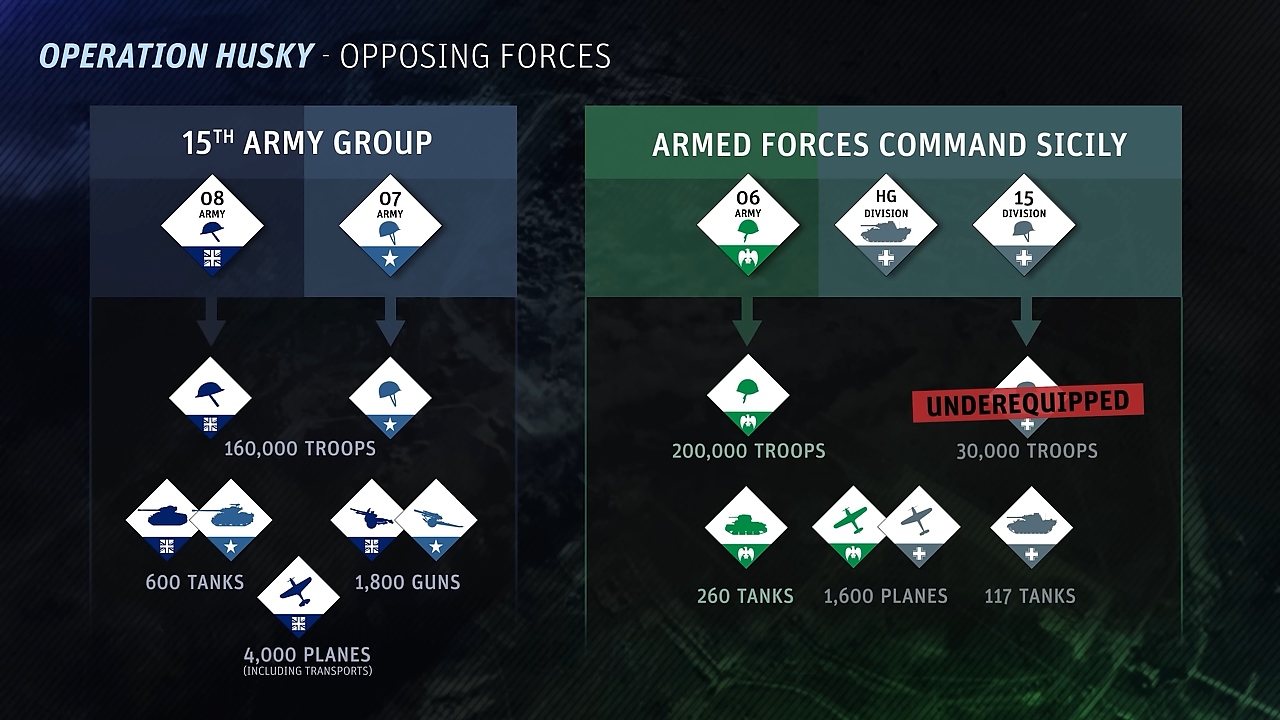 OPERATION HUSKY - OPPOSING FORCES
15TH ARMY GROUP
08
ARMY
07
ARMY
160,000 TROOPS
600 TANKS
1,800 GUNS
4,000 PLANES
(INCLUDING TRANSPORTS)
ARMED FORCES COMMAND SICILY
06
ARMY
HG
DIVISION
15
DIVISION
UNDEREQUIPPED
200,000 TROOPS
30,000 TROOPS
260 TANKS
1,600 PLANES
117 TANKS